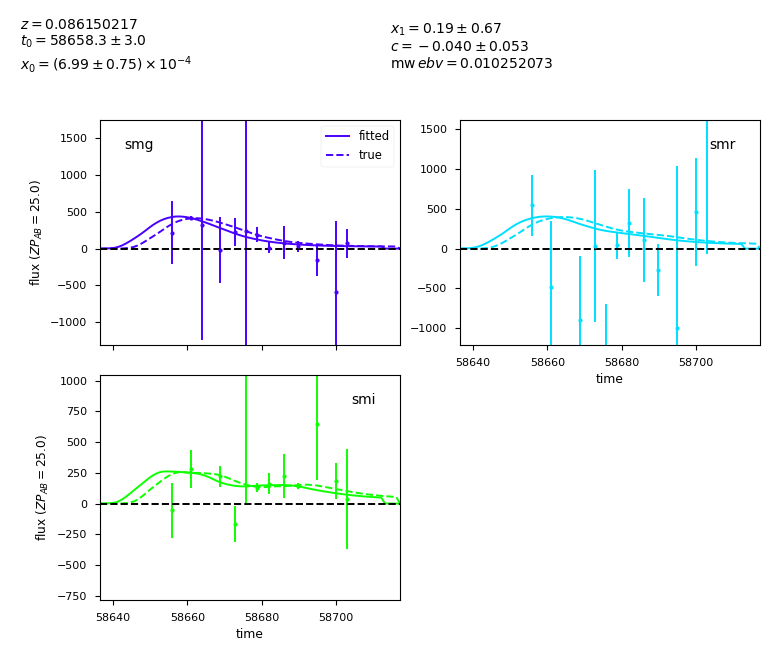 z = 0.086150217
t₀ = 58658.3 ± 3.0
x₀ = (6.99 ± 0.75) × 10⁻⁴
x₁ = 0.19 ± 0.67
c = −0.040 ± 0.053
mw ebv = 0.010252073
smg
fitted
true
1500
1000
500
0
−500
−1000
flux (ZP_AB = 25.0)
smr
1500
1000
500
0
−500
−1000
58640 58660 58680 58700
time
smi
1000
750
500
250
0
−250
−500
−750
flux (ZP_AB = 25.0)
58640 58660 58680 58700
time